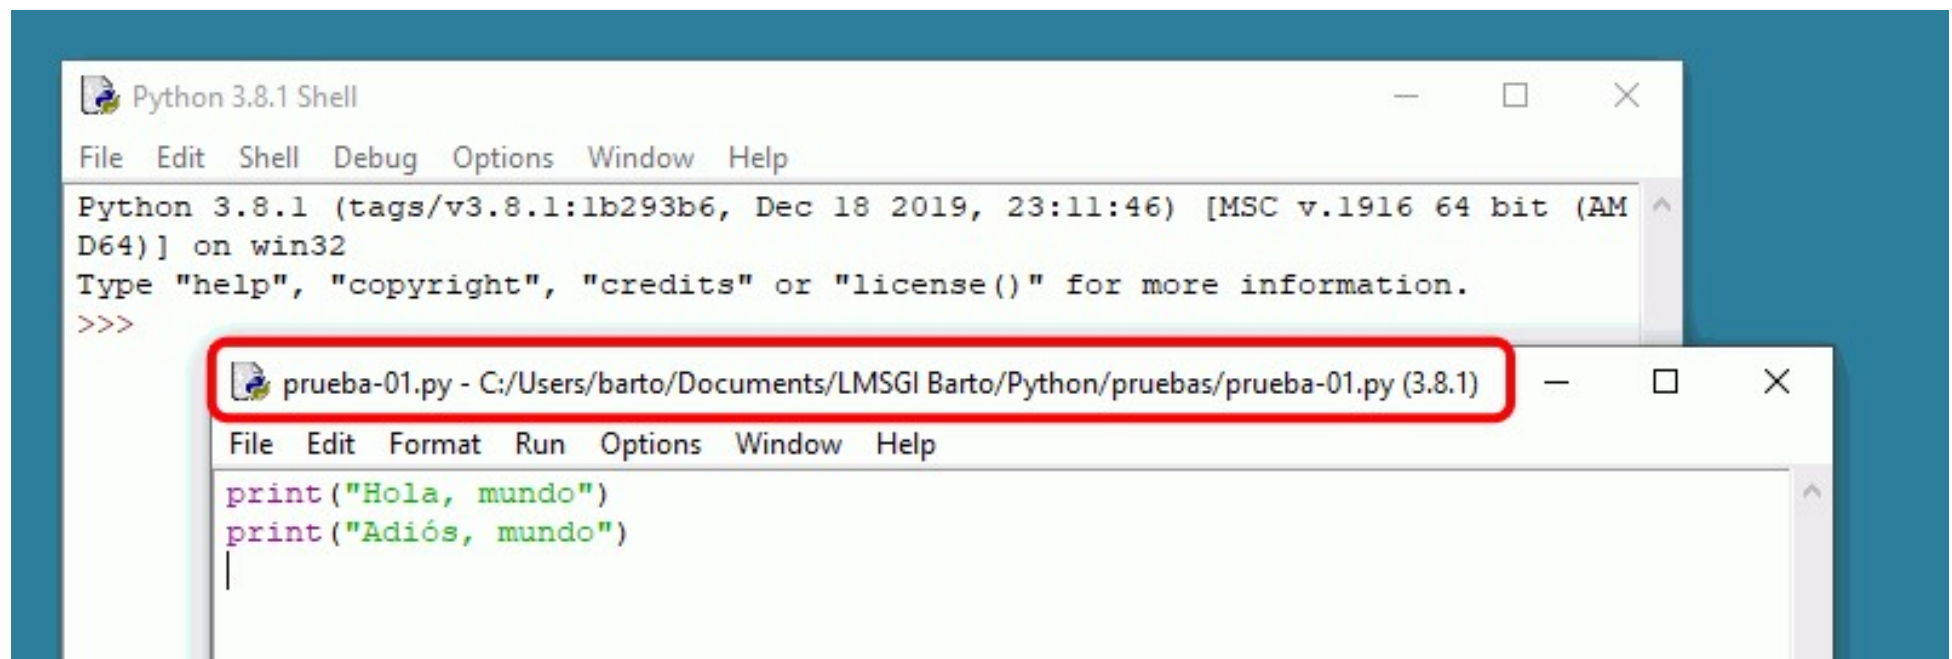 Python 3.8.1 Shell
File Edit Shell Debug Options Window Help
Python 3.8.1 (tags/v3.8.1:1b293b6, Dec 18 2019, 23:11:46) [MSC v.1916 64 bit (AM
D64)] on win32
Type "help", "copyright", "credits" or "license()" for more information.
>>>
prueba-01.py - C:/Users/barto/Documents/LMSGI Barto/Python/pruebas/prueba-01.py (3.8.1)
File Edit Format Run Options Window Help
print("Hola, mundo")
print("Adiós, mundo")